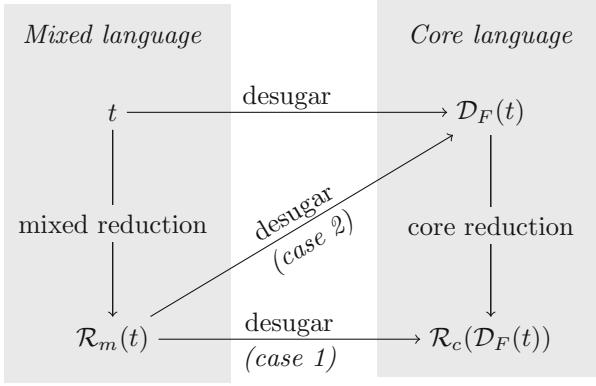 Mixed language
Core language
desugar
t
𝒟_F(t)
desugar
(case 2)
mixed reduction
core reduction
desugar
ℛ_m(t)
ℛ_c(𝒟_F(t))
(case 1)